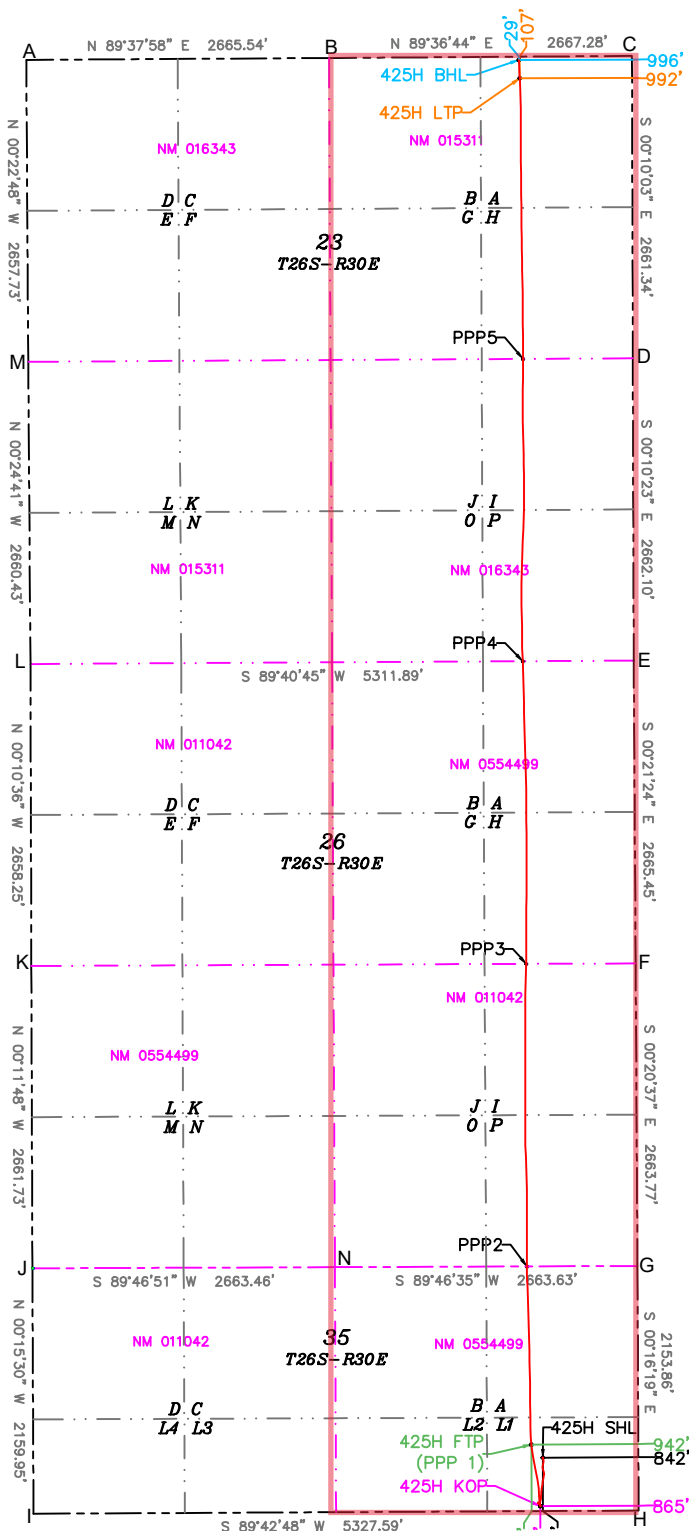 29'
107'
A
N 89°37'58" E 2665.54'
B
N 89°36'44" E 2667.28'
C
425H BHL
996'
425H LTP
992'
NM 016343
NM 015311
N 00°22'48" W 2657.73'
S 00°10'03" E 2661.34'
D C
E F
B A
G H
23
T26S-R30E
PPP5
M
D
N 00°24'41" W 2660.43'
S 00°10'23" E 2662.10'
L K
M N
J I
O P
NM 015311
NM 016343
PPP4
L
E
S 89°40'45" W 5311.89'
NM 011042
NM 0554499
N 00°10'36" W 2658.25'
S 00°21'24" E 2665.45'
D C
E F
B A
G H
26
T26S-R30E
PPP3
K
F
NM 011042
NM 0554499
N 00°11'48" W 2661.73'
S 00°20'37" E 2663.77'
L K
M N
J I
O P
PPP2
J
N
G
S 89°46'51" W 2663.46'
S 89°46'35" W 2663.63'
N 00°15'30" W 2159.95'
S 00°16'19" E
2153.86'
35
T26S-R30E
NM 011042
NM 0554499
D C
L4 L3
B A
L2 L1
425H SHL
425H FTP
(PPP 1)
942'
842'
425H KOP
865'
I
H
S 89°42'48" W 5327.59'